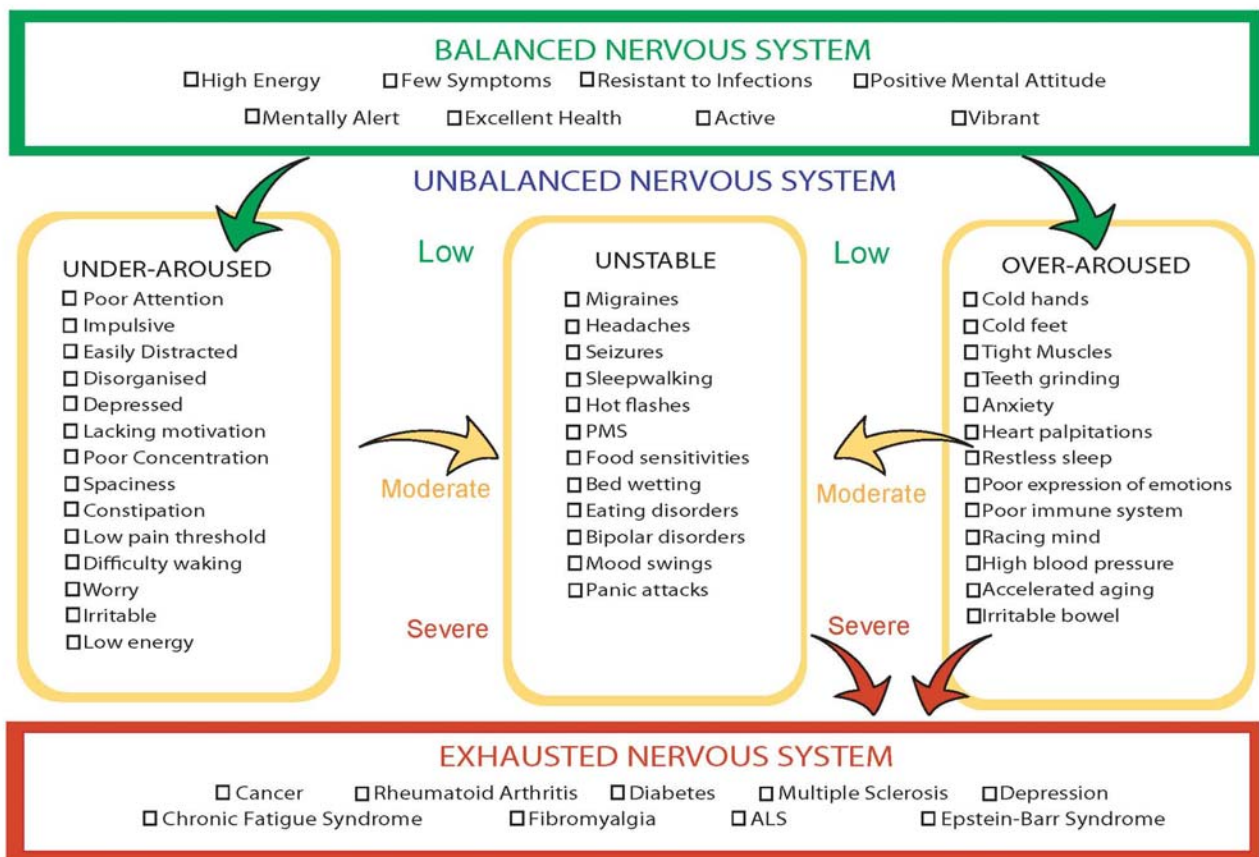 BALANCED NERVOUS SYSTEM
High Energy Few Symptoms Resistant to Infections Positive Mental Attitude
Mentally Alert Excellent Health Active Vibrant
UNBALANCED NERVOUS SYSTEM
UNDER-AROUSED
Poor Attention
Impulsive
Easily Distracted
Disorganised
Depressed
Lacking motivation
Poor Concentration
Spaciness
Constipation
Low pain threshold
Difficulty waking
Worry
Irritable
Low energy
Low
Moderate
Severe
UNSTABLE
Migraines
Headaches
Seizures
Sleepwalking
Hot flashes
PMS
Food sensitivities
Bed wetting
Eating disorders
Bipolar disorders
Mood swings
Panic attacks
Low
Moderate
Severe
OVER-AROUSED
Cold hands
Cold feet
Tight Muscles
Teeth grinding
Anxiety
Heart palpitations
Restless sleep
Poor expression of emotions
Poor immune system
Racing mind
High blood pressure
Accelerated aging
Irritable bowel
EXHAUSTED NERVOUS SYSTEM
Cancer Rheumatoid Arthritis Diabetes Multiple Sclerosis Depression
Chronic Fatigue Syndrome Fibromyalgia ALS Epstein-Barr Syndrome